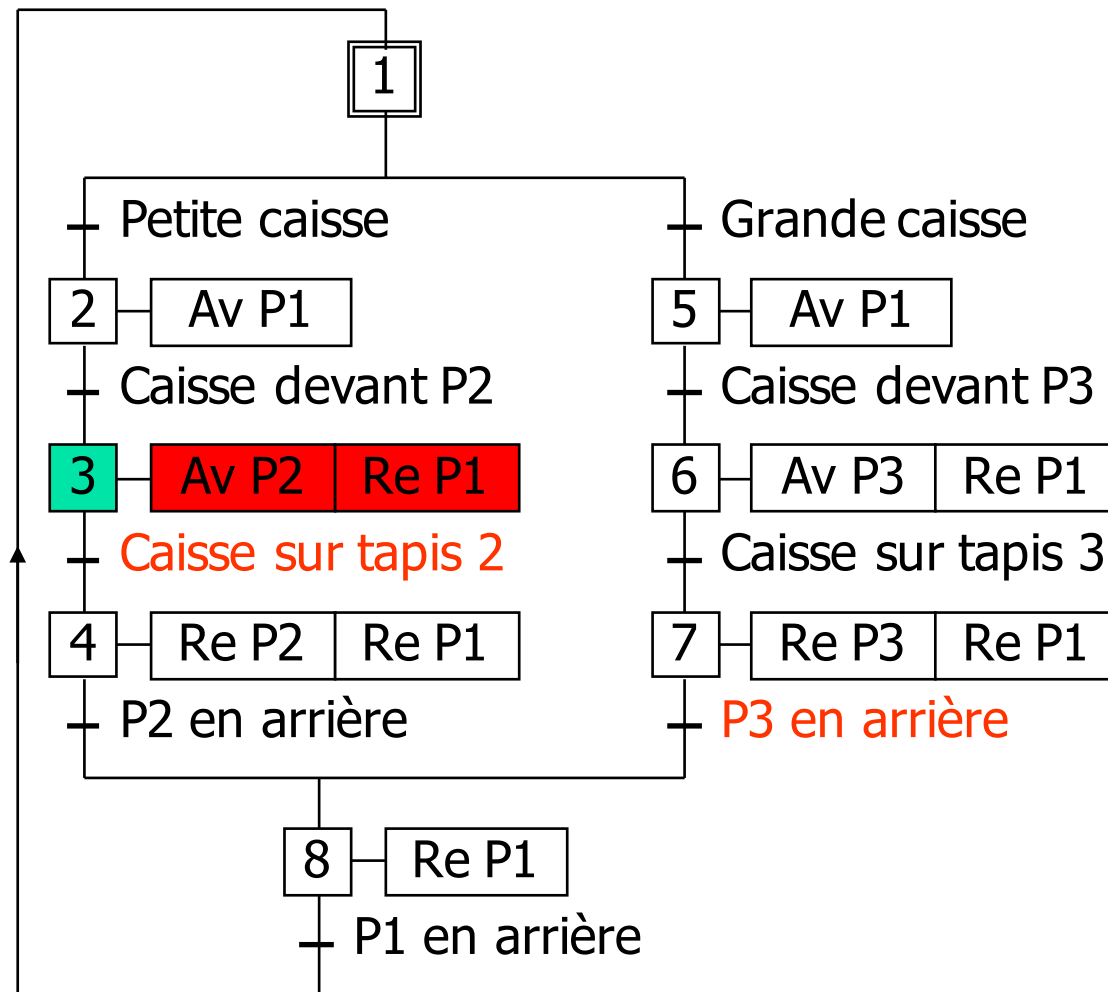 1
Petite caisse
Grande caisse
2
Av P1
5
Av P1
Caisse devant P2
Caisse devant P3
3
Av P2
Re P1
6
Av P3
Re P1
Caisse sur tapis 2
Caisse sur tapis 3
4
Re P2
Re P1
7
Re P3
Re P1
P2 en arrière
P3 en arrière
8
Re P1
P1 en arrière